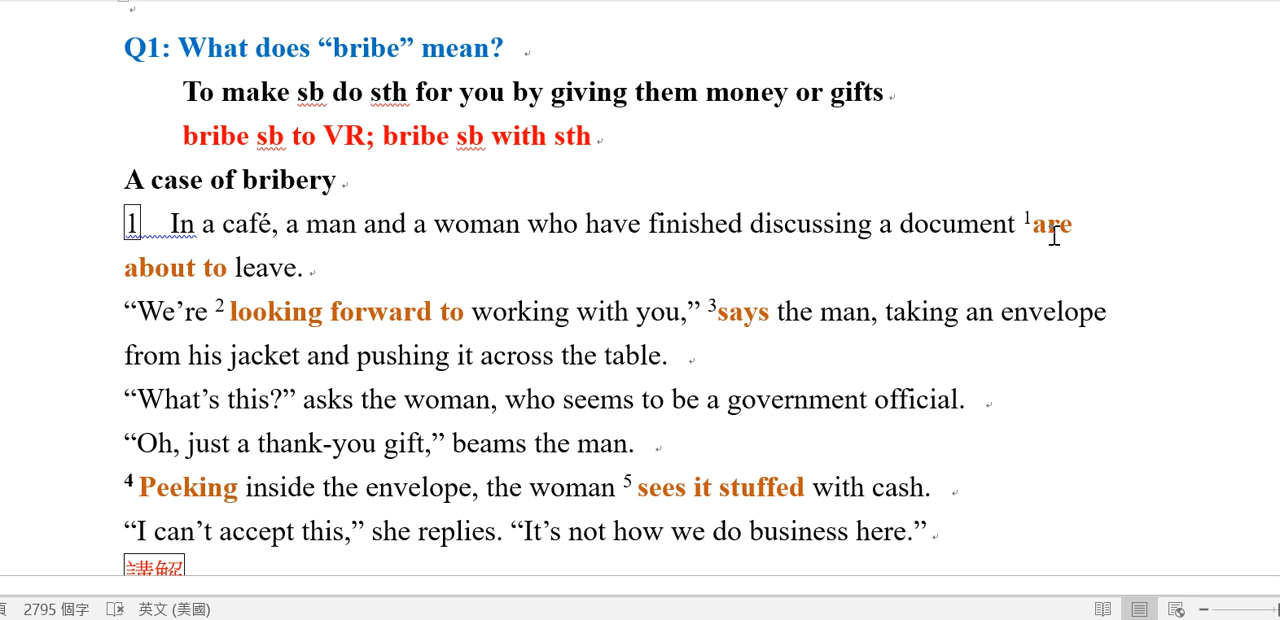 Q1: What does “bribe” mean?
To make sb do sth for you by giving them money or gifts
bribe sb to VR; bribe sb with sth
A case of bribery
1 In a café, a man and a woman who have finished discussing a document ¹are
about to leave.
“We’re ² looking forward to working with you,” ³says the man, taking an envelope
from his jacket and pushing it across the table.
“What’s this?” asks the woman, who seems to be a government official.
“Oh, just a thank-you gift,” beams the man.
⁴ Peeking inside the envelope, the woman ⁵ sees it stuffed with cash.
“I can’t accept this,” she replies. “It’s not how we do business here.”
講解
頁 2795 個字 英文 (美國)